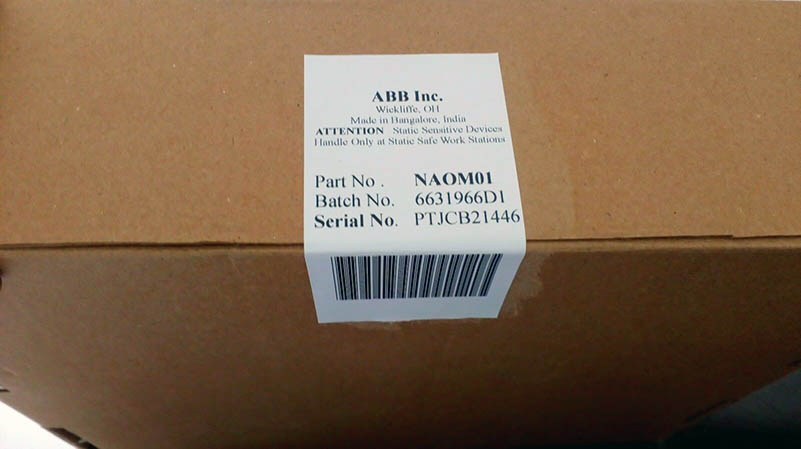 ABB Inc.
Wickliffe, OH
Made in Bangalore, India
ATTENTION Static Sensitive Devices
Handle Only at Static Safe Work Stations
Part No . NAOM01
Batch No. 6631966D1
Serial No. PTJCB21446